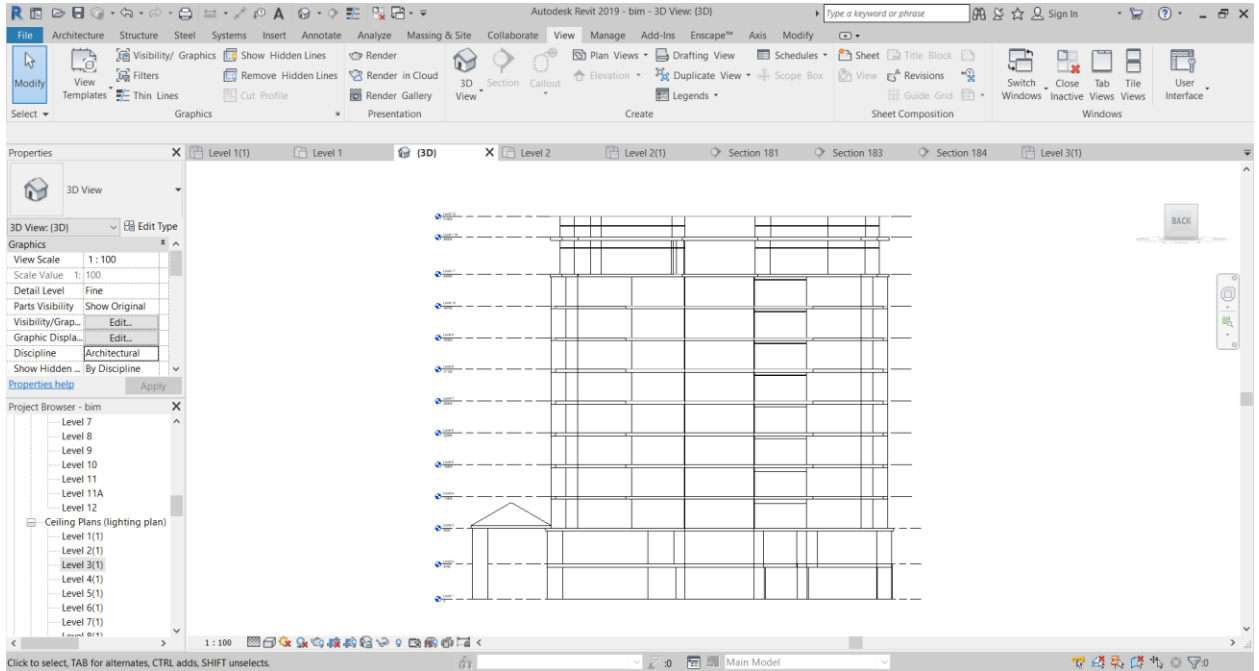 Autodesk Revit 2019 - bim - 3D View: {3D}
Type a keyword or phrase
Sign In
File Architecture Structure Steel Systems Insert Annotate Analyze Massing & Site Collaborate View Manage Add-Ins Enscape™ Axis Modify
Modify
View
Templates
Visibility/ Graphics
Filters
Thin Lines
Show Hidden Lines
Remove Hidden Lines
Cut Profile
Render
Render in Cloud
Render Gallery
3D
View
Section
Callout
Plan Views
Elevation
Drafting View
Duplicate View
Legends
Schedules
Scope Box
Sheet
View
Title Block
Revisions
Guide Grid
Switch
Windows
Close
Inactive
Tab
Views
Tile
Views
User
Interface
Select
Graphics
Presentation
Create
Sheet Composition
Windows
Properties
Level 1(1) Level 1 {3D} Level 2 Level 2(1) Section 181 Section 183 Section 184 Level 3(1)
3D View
3D View: {3D}
Edit Type
Graphics
View Scale 1 : 100
Scale Value 1: 100
Detail Level Fine
Parts Visibility Show Original
Visibility/Grap... Edit...
Graphic Displa... Edit...
Discipline Architectural
Show Hidden ... By Discipline
Properties help
Apply
Project Browser - bim
Level 7
Level 8
Level 9
Level 10
Level 11
Level 11A
Level 12
Ceiling Plans (lighting plan)
Level 1(1)
Level 2(1)
Level 3(1)
Level 4(1)
Level 5(1)
Level 6(1)
Level 7(1)
Level 8(1)
BACK
1 : 100
Click to select, TAB for alternates, CTRL adds, SHIFT unselects.
:0
Main Model
:0